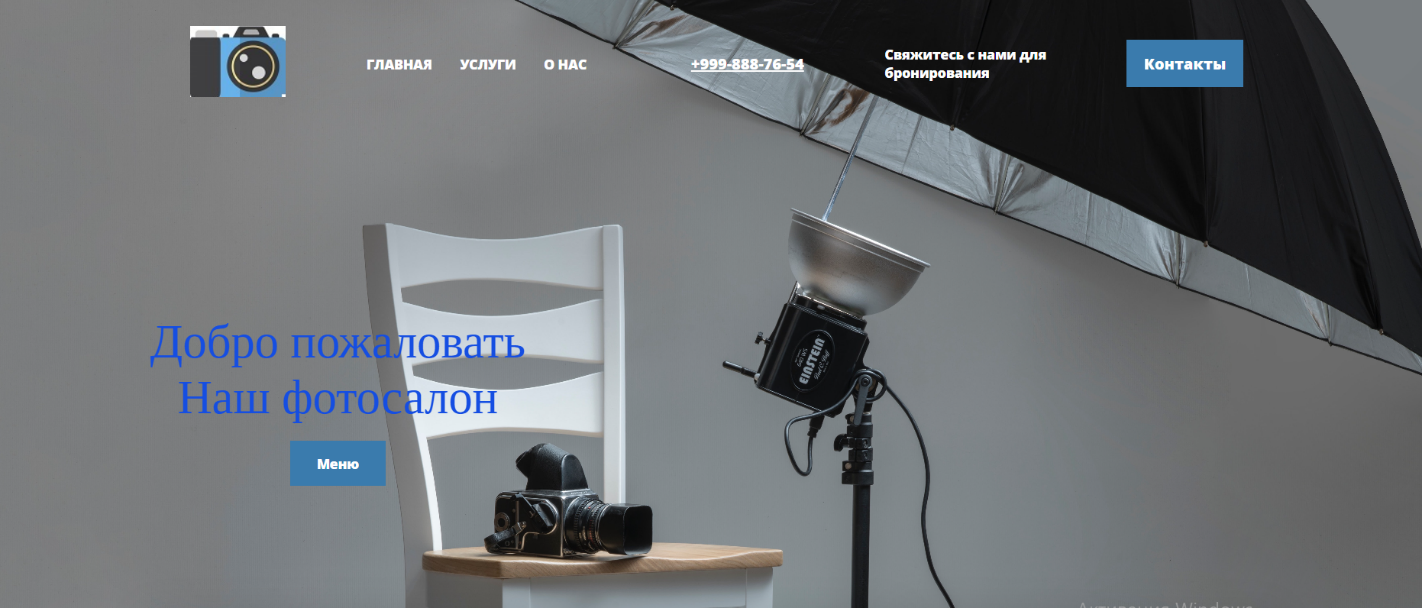 ГЛАВНАЯ УСЛУГИ О НАС +999-888-76-54 Свяжитесь с нами для
бронирования
Контакты
Добро пожаловать
Наш фотосалон
Меню
EINSTEIN